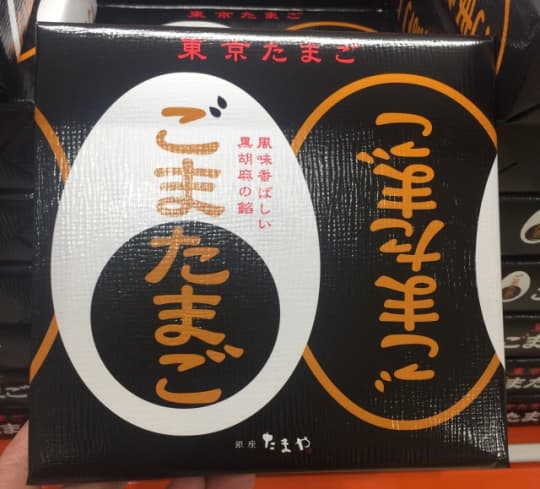 東京たまご
ごまたまご
風味香ばしい
黒胡麻の餡
ごまたまご
銀座 たまや